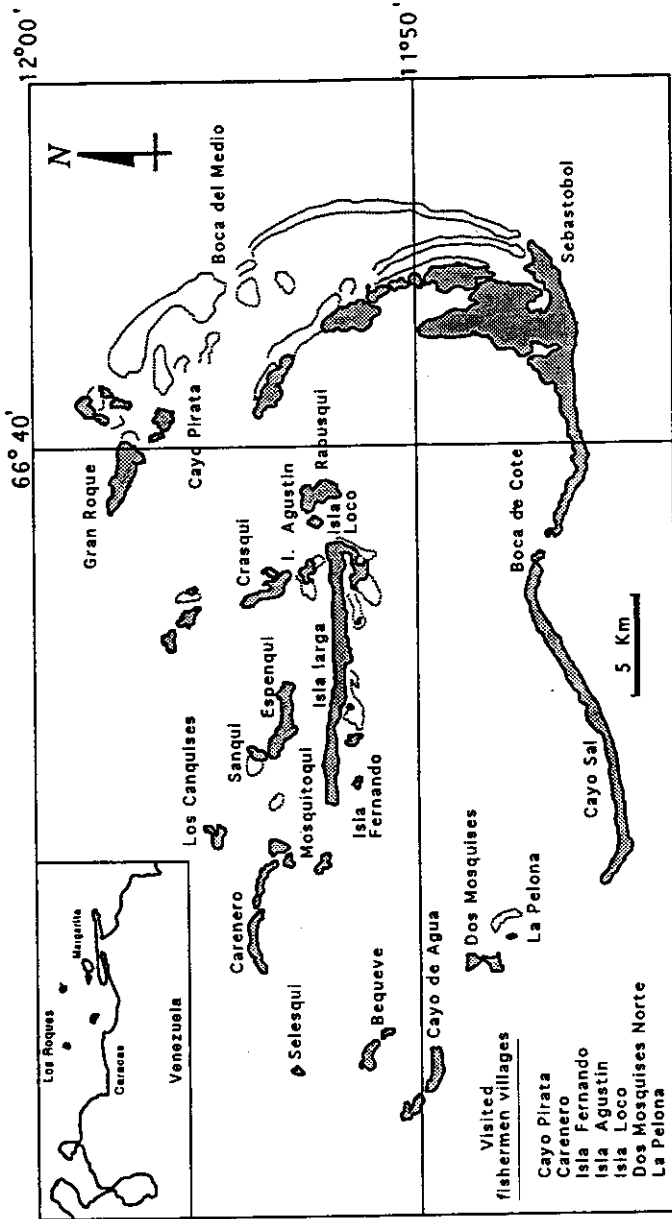 66°40'
12°00'
11°50'
N
Los Roques
Margarita
Caracas
Venezuela
Gran Roque
Cayo Pirata
Boca del Medio
Los Canquises
Crasqui
I. Agustin
Rabusqui
Isla
Loco
Sanqui
Espenqui
Isla larga
Mosquitoqui
Isla
Fernando
Carenero
Selesqui
Bequeve
Cayo de Agua
Dos Mosquises
La Pelona
Cayo Sal
Boca de Cote
Sebastobol
5 Km
Visited
fishermen villages
Cayo Pirata
Carenero
Isla Fernando
Isla Agustin
Isla Loco
Dos Mosquises Norte
La Pelona